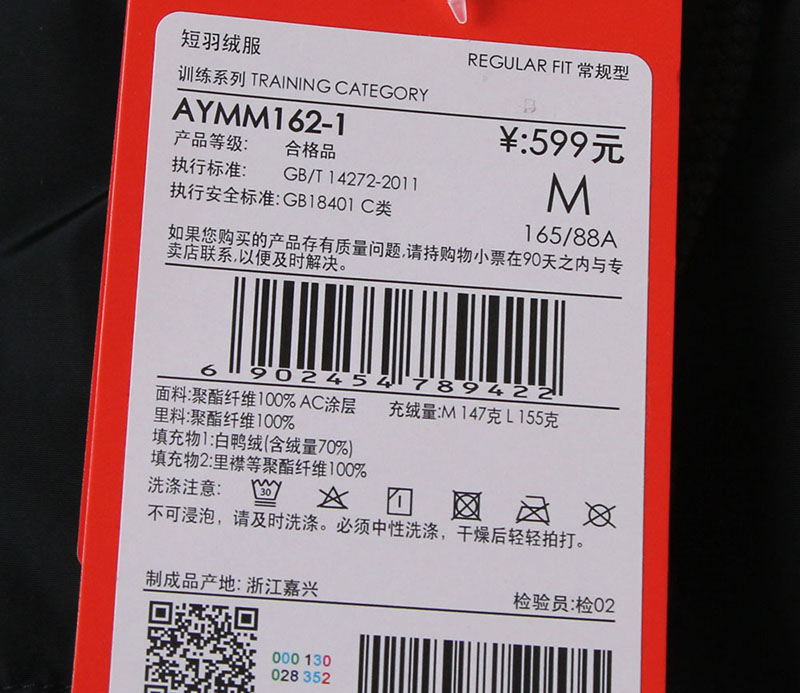 短羽绒服
REGULAR FIT 常规型
训练系列 TRAINING CATEGORY
AYMM162-1
¥:599元
产品等级: 合格品
M
执行标准: GB/T 14272-2011
执行安全标准:GB18401 C类
165/88A
如果您购买的产品存有质量问题,请持购物小票在90天之内与专
卖店联系,以便及时解决。
6 902454 789422
面料:聚酯纤维100% AC涂层 充绒量:M 147克 L 155克
里料:聚酯纤维100%
填充物1:白鸭绒(含绒量70%)
填充物2:里襟等聚酯纤维100%
洗涤注意: 30
不可浸泡，请及时洗涤。必须中性洗涤，干燥后轻轻拍打。
制成品产地: 浙江嘉兴
检验员:检02
000 130
028 352